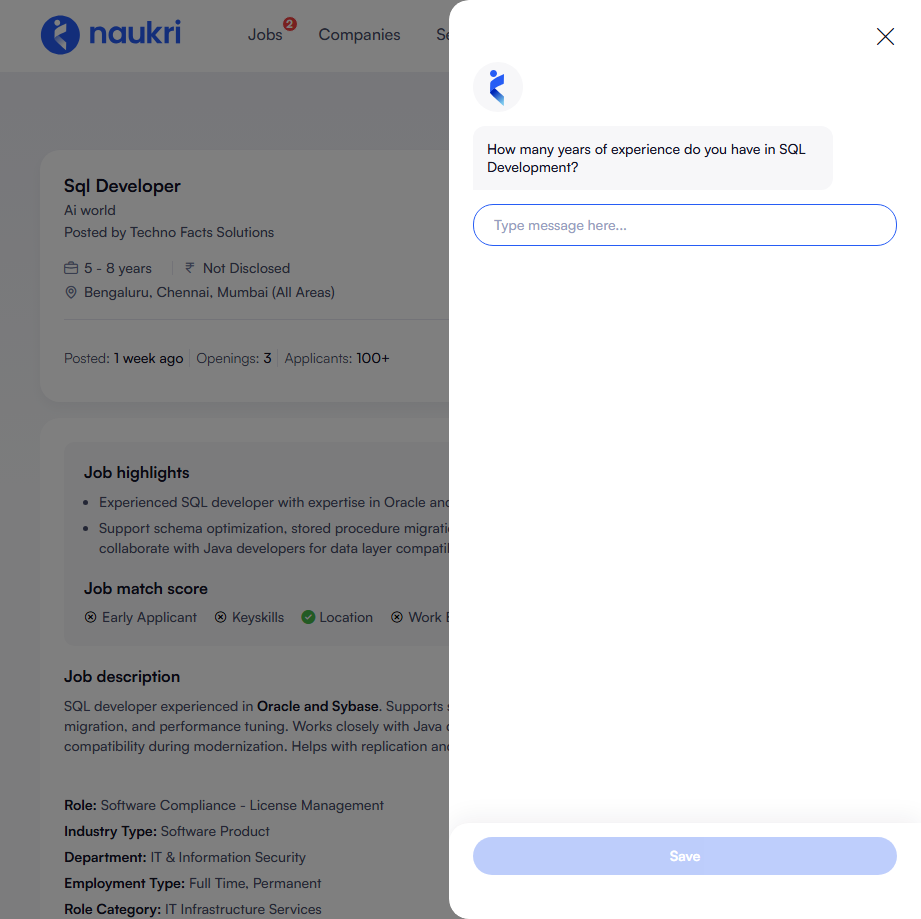 naukri
Jobs 2 Companies
Sql Developer
Ai world
Posted by Techno Facts Solutions
5 - 8 years ₹ Not Disclosed
Bengaluru, Chennai, Mumbai (All Areas)
Posted: 1 week ago Openings: 3 Applicants: 100+
Job highlights
Experienced SQL developer with expertise in Oracle and
Support schema optimization, stored procedure
collaborate with Java developers for data layer
Job match score
Early Applicant Keyskills Location Work
Job description
SQL developer experienced in Oracle and Sybase. Supports
migration, and performance tuning. Works closely with Java
compatibility during modernization. Helps with replication and
Role: Software Compliance - License Management
Industry Type: Software Product
Department: IT & Information Security
Employment Type: Full Time, Permanent
Role Category: IT Infrastructure Services
How many years of experience do you have in SQL
Development?
Type message here...
Save